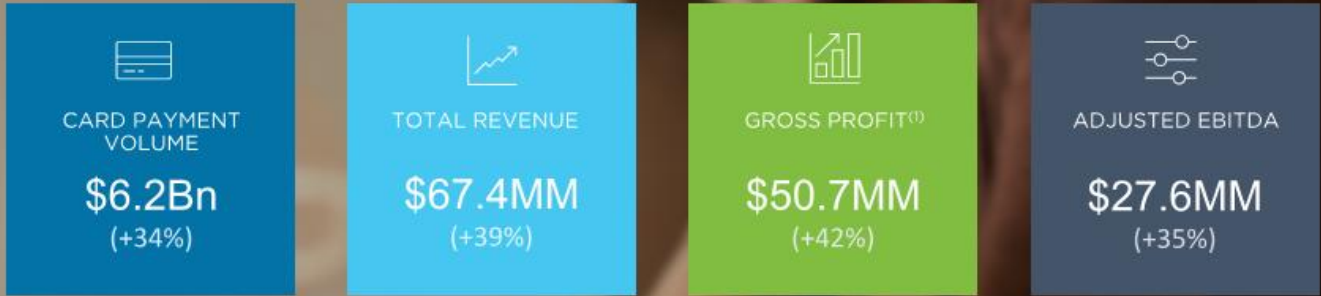 CARD PAYMENT
VOLUME
$6.2Bn
(+34%)
TOTAL REVENUE
$67.4MM
(+39%)
GROSS PROFIT(1)
$50.7MM
(+42%)
ADJUSTED EBITDA
$27.6MM
(+35%)